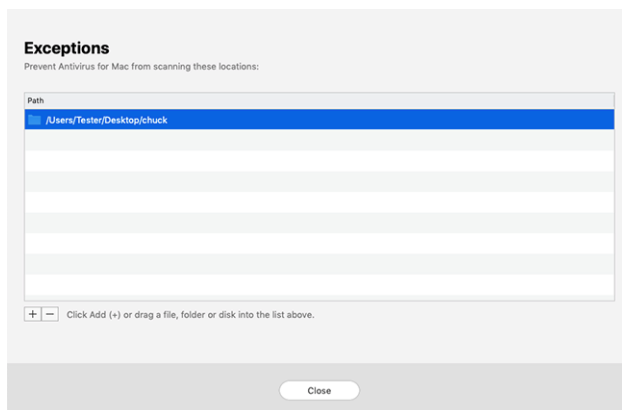 Exceptions
Prevent Antivirus for Mac from scanning these locations:
Path
/Users/Tester/Desktop/chuck
+ − Click Add (+) or drag a file, folder or disk into the list above.
Close